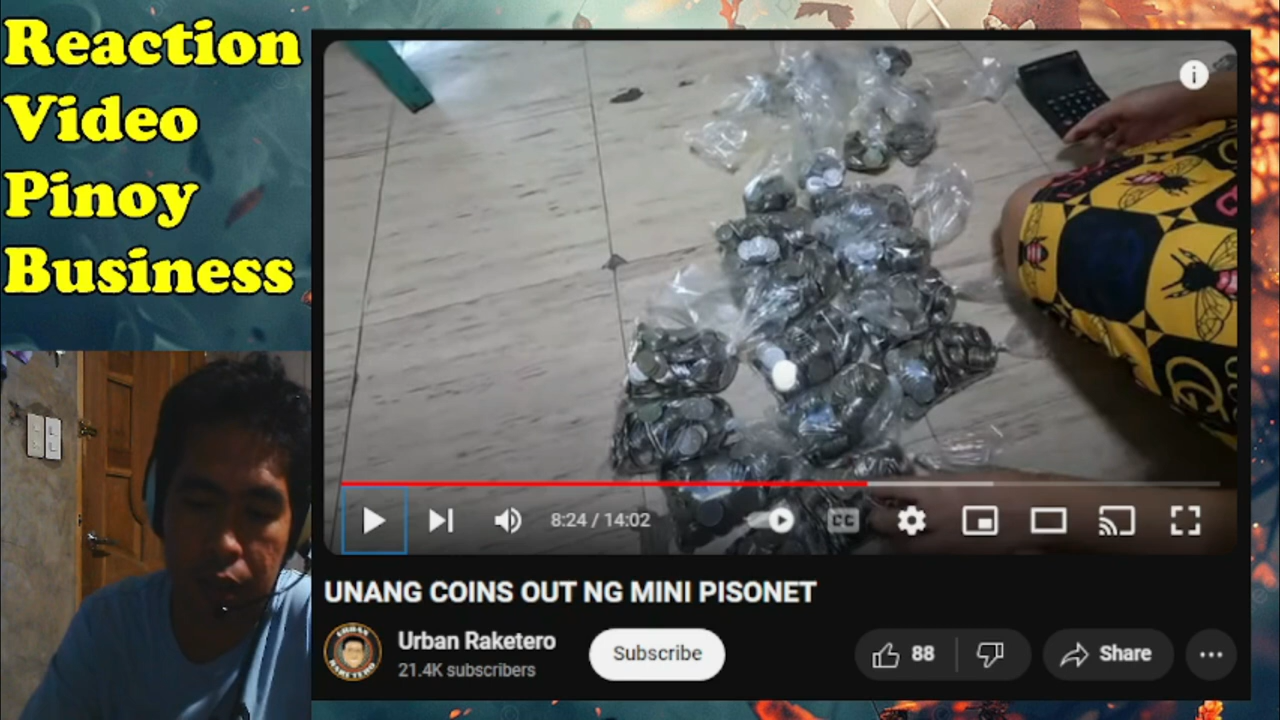 Reaction
Video
Pinoy
Business
8:24 / 14:02
CC
UNANG COINS OUT NG MINI PISONET
Urban Raketero
21.4K subscribers
Subscribe
88
Share